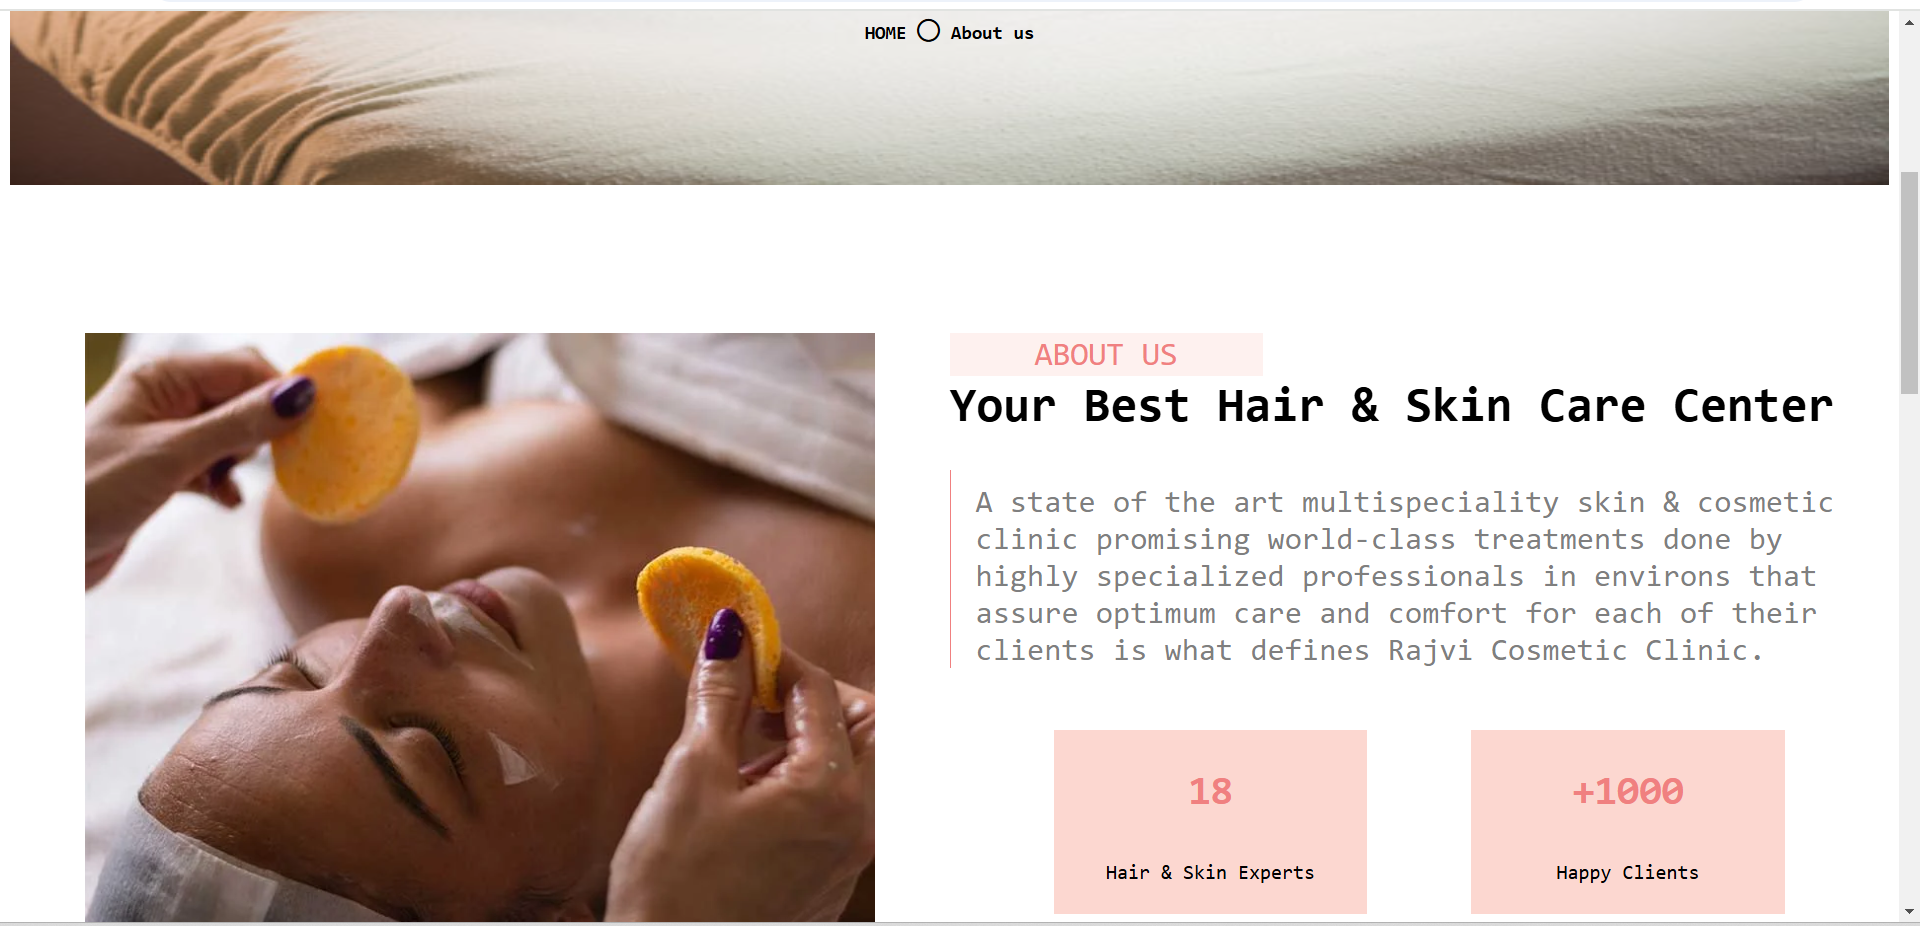 HOME About us
ABOUT US
Your Best Hair & Skin Care Center
A state of the art multispeciality skin & cosmetic
clinic promising world-class treatments done by
highly specialized professionals in environs that
assure optimum care and comfort for each of their
clients is what defines Rajvi Cosmetic Clinic.
18
Hair & Skin Experts
+1000
Happy Clients